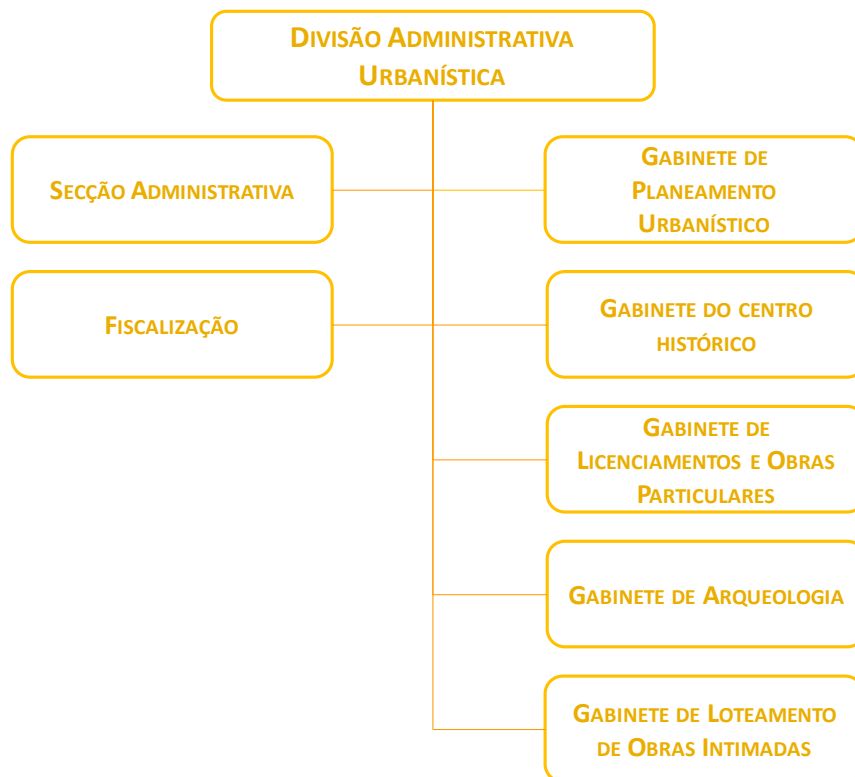 Divisão Administrativa
Urbanística
Secção Administrativa
Gabinete de
Planeamento
Urbanístico
Fiscalização
Gabinete do centro
histórico
Gabinete de
Licenciamentos e Obras
Particulares
Gabinete de Arqueologia
Gabinete de Loteamento
de Obras Intimadas